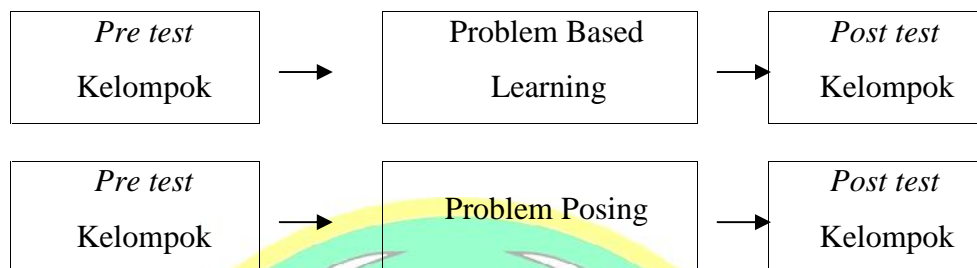 Pre test
Kelompok
Problem Based
Learning
Post test
Kelompok
Pre test
Kelompok
Problem Posing
Post test
Kelompok